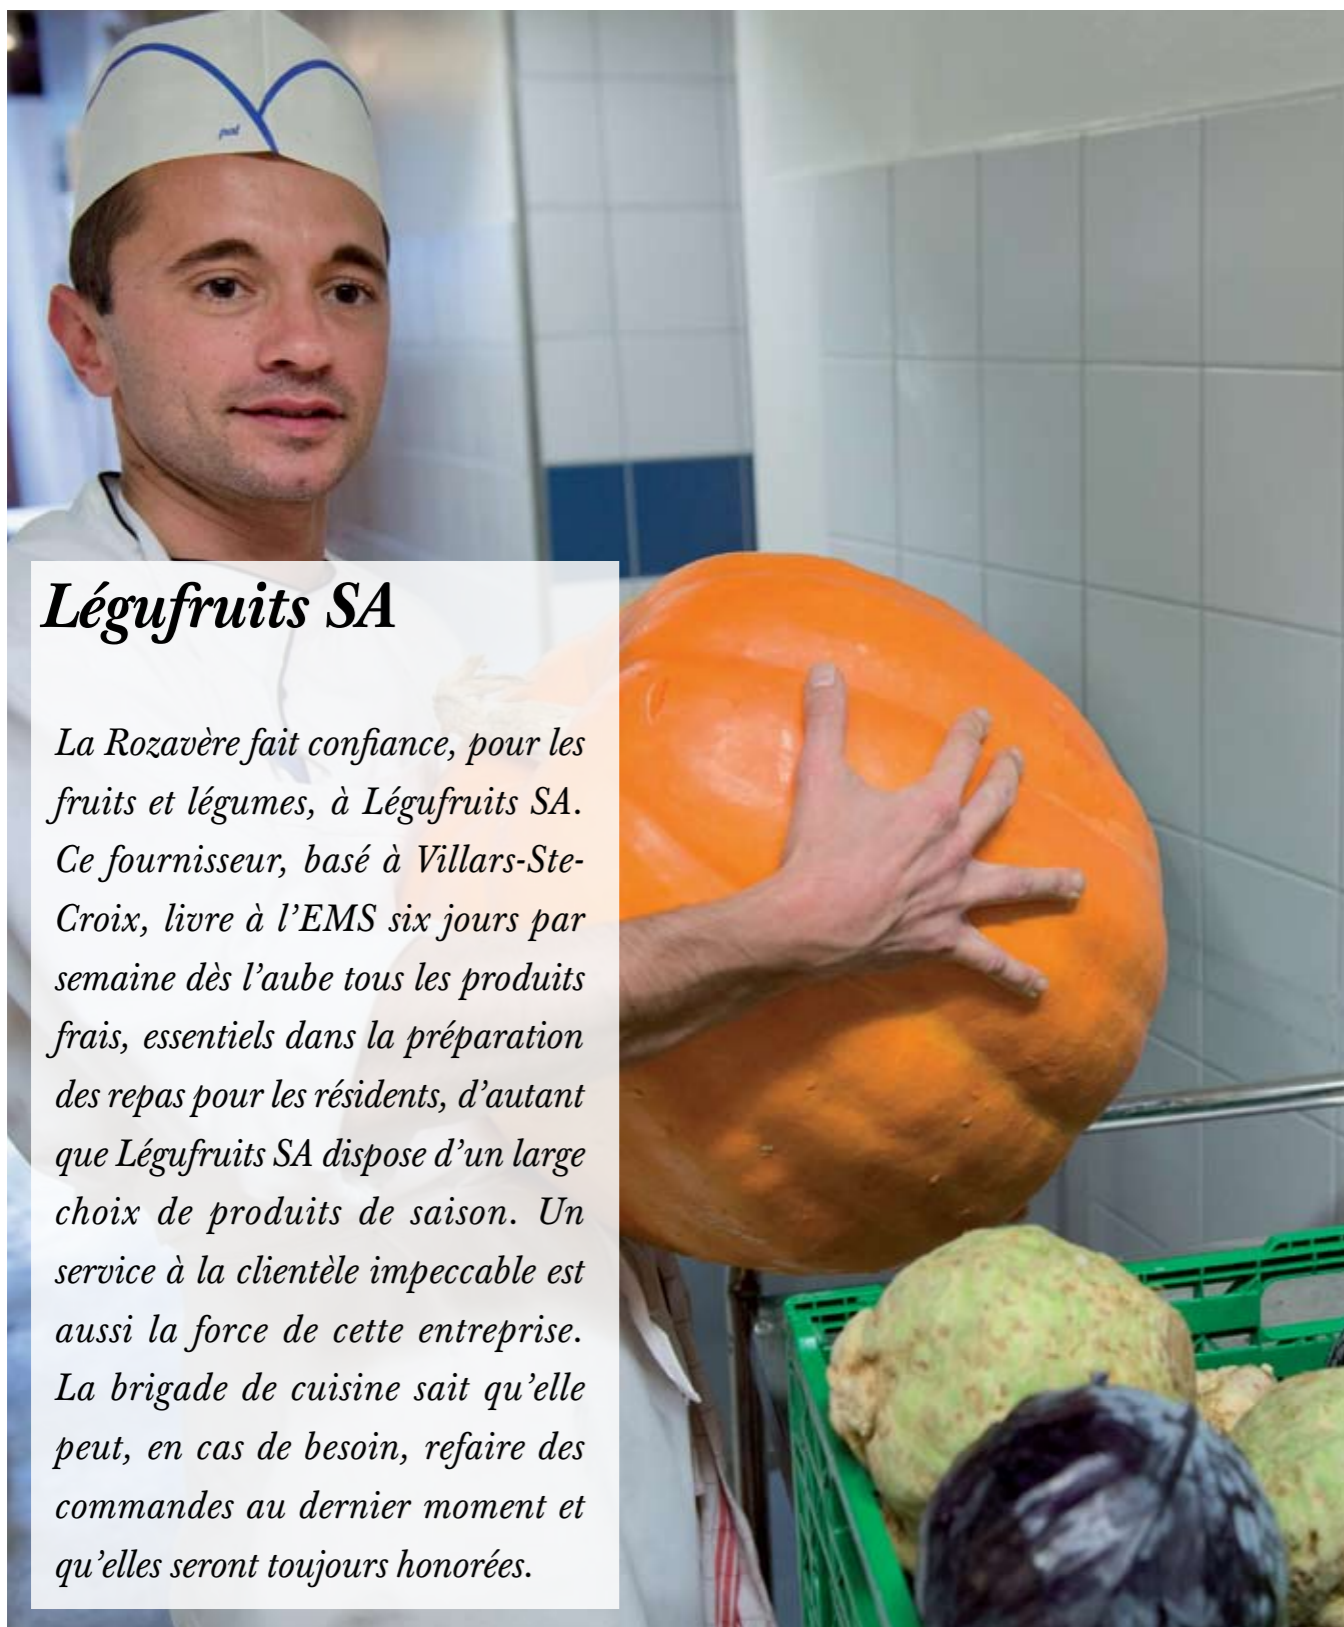 pal
Légufruits SA
La Rozavère fait confiance, pour les
fruits et légumes, à Légufruits SA.
Ce fournisseur, basé à Villars-Ste-
Croix, livre à l’EMS six jours par
semaine dès l’aube tous les produits
frais, essentiels dans la préparation
des repas pour les résidents, d’autant
que Légufruits SA dispose d’un large
choix de produits de saison. Un
service à la clientèle impeccable est
aussi la force de cette entreprise.
La brigade de cuisine sait qu’elle
peut, en cas de besoin, refaire des
commandes au dernier moment et
qu’elles seront toujours honorées.